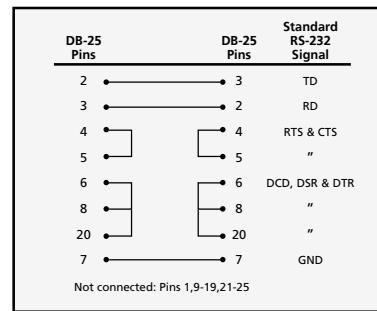 DB-25 Pins DB-25 Pins Standard RS-232 Signal
2 3 TD
3 2 RD
4 4 RTS & CTS
5 5 "
6 6 DCD, DSR & DTR
8 8 "
20 20 "
7 7 GND
Not connected: Pins 1,9-19,21-25